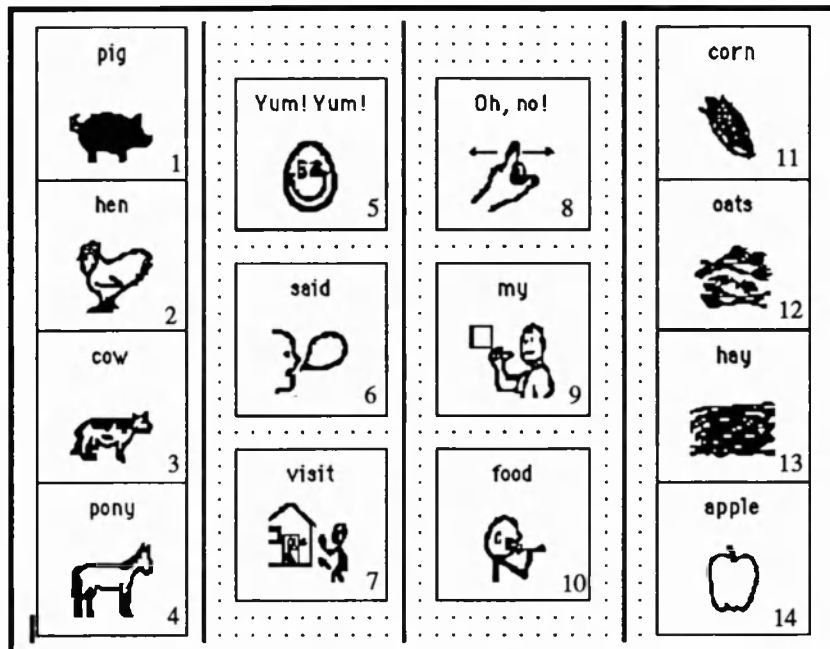 pig
1
hen
2
cow
3
pony
4
Yum! Yum!
5
said
6
visit
7
Oh, no!
8
my
9
food
10
corn
11
oats
12
hay
13
apple
14